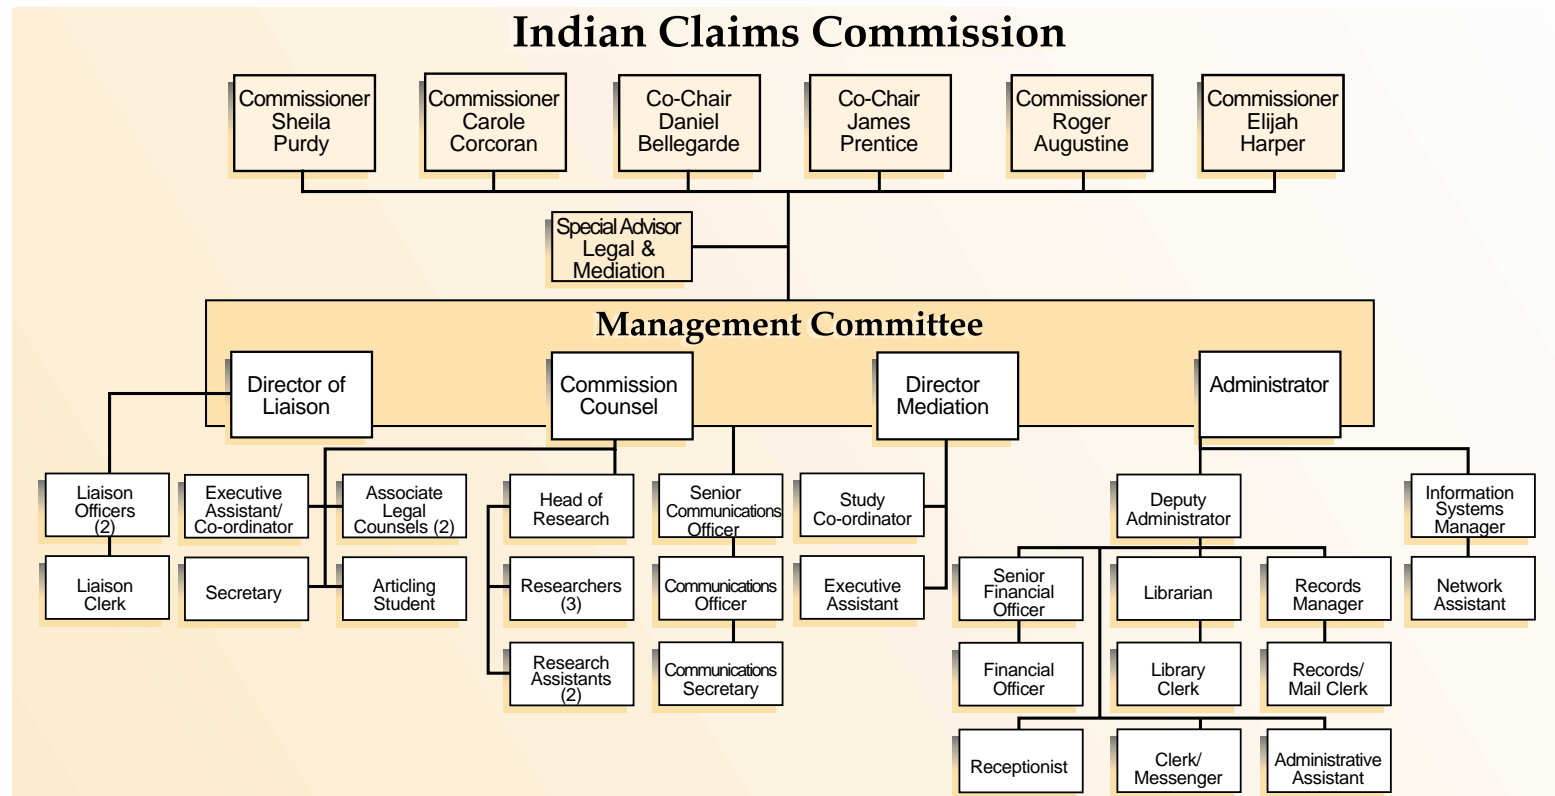 Indian Claims Commission
Commissioner
Sheila
Purdy
Commissioner
Carole
Corcoran
Co-Chair
Daniel
Bellegarde
Co-Chair
James
Prentice
Commissioner
Roger
Augustine
Commissioner
Elijah
Harper
Special Advisor
Legal &
Mediation
Management Committee
Director of
Liaison
Commission
Counsel
Director
Mediation
Administrator
Liaison
Officers
(2)
Executive
Assistant/
Co-ordinator
Associate
Legal
Counsels (2)
Head of
Research
Senior
Communications
Officer
Study
Co-ordinator
Deputy
Administrator
Information
Systems
Manager
Liaison
Clerk
Secretary
Articling
Student
Researchers
(3)
Communications
Officer
Executive
Assistant
Senior
Financial
Officer
Librarian
Records
Manager
Network
Assistant
Research
Assistants
(2)
Communications
Secretary
Financial
Officer
Library
Clerk
Records/
Mail Clerk
Receptionist
Clerk/
Messenger
Administrative
Assistant